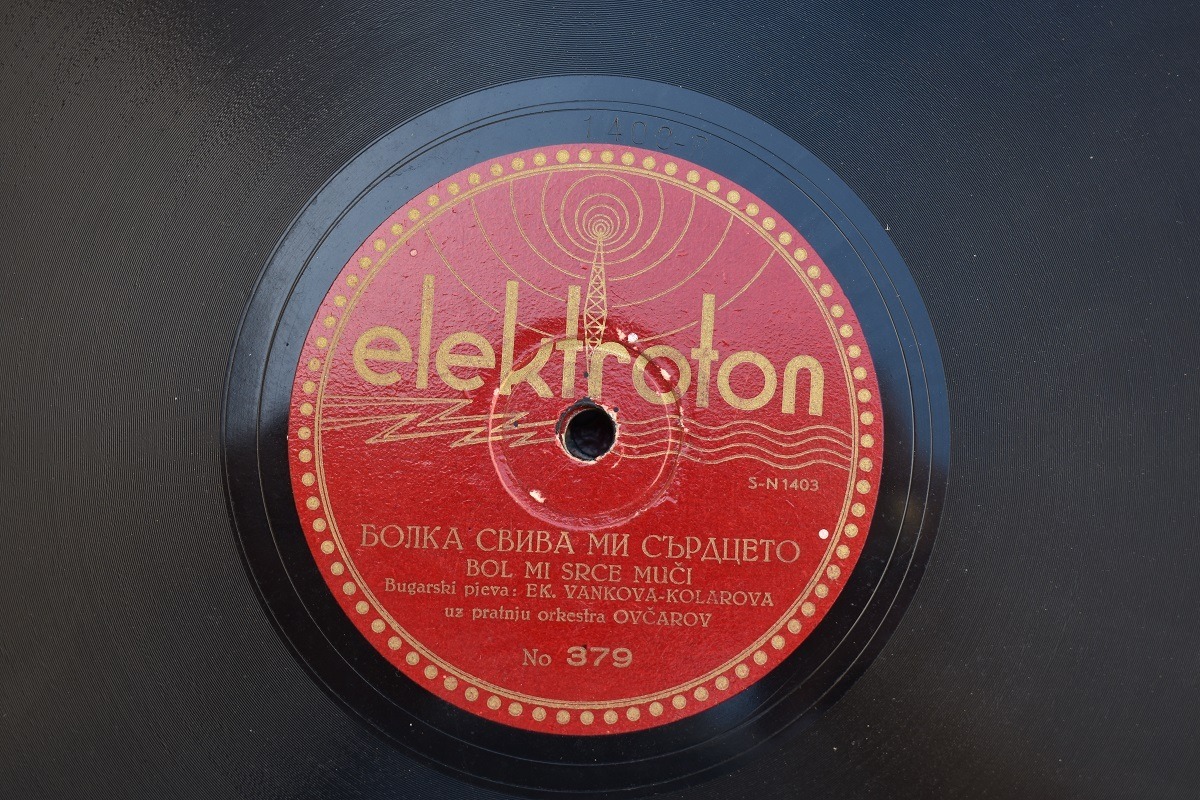 elektroton
S-N 1403
БОЛКА СВИВА МИ СЪРДЦЕТО
BOL MI SRCE MUČI
Bugarski pjeva: EK. VANKOVA-KOLAROVA
uz pratnju orkestra OVČAROV
No 379